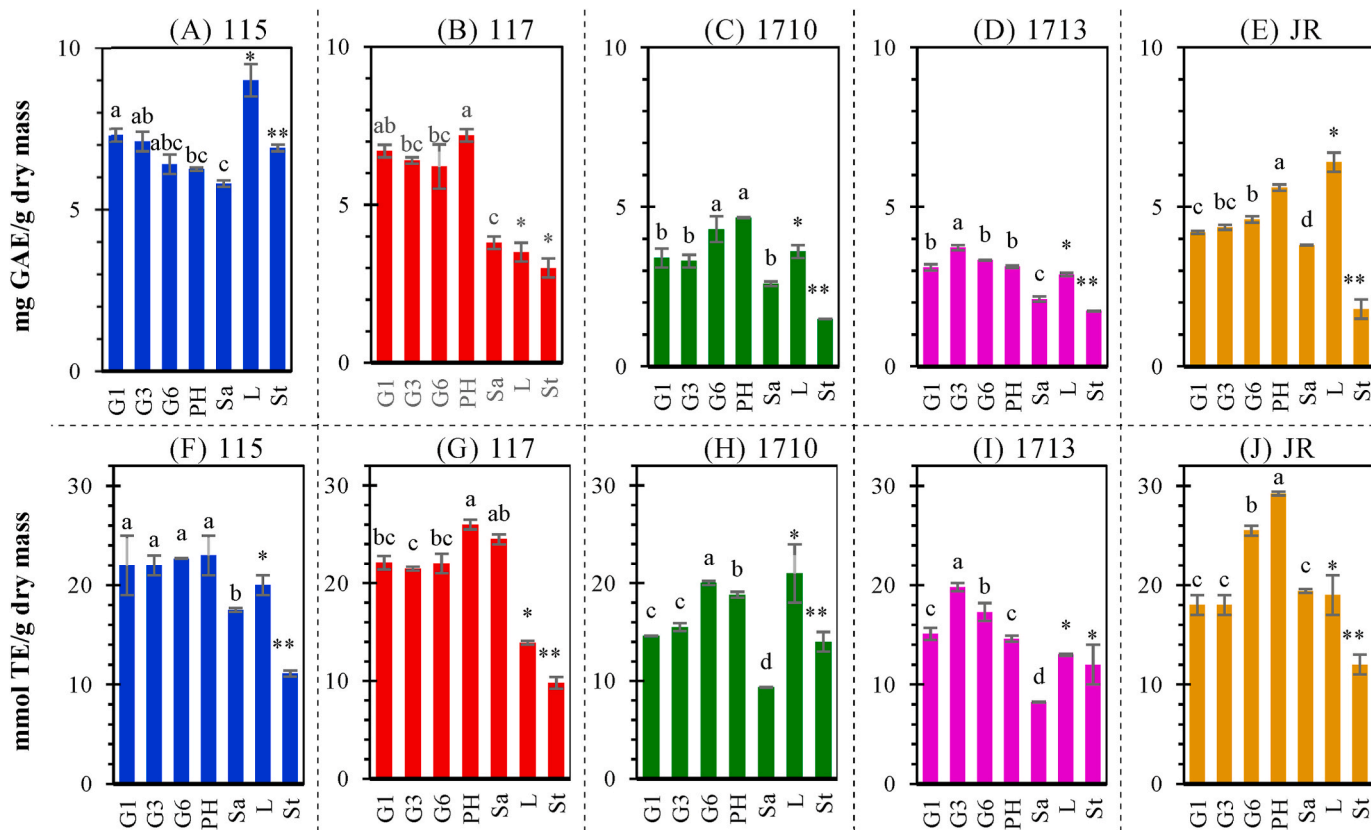 (A) 115
(B) 117
(C) 1710
(D) 1713
(E) JR
mg GAE/g dry mass
10
5
0
a
ab
abc
bc
c
*
**
G1
G3
G6
PH
Sa
L
St
10
5
0
ab
bc
bc
a
c
*
*
G1
G3
G6
PH
Sa
L
St
10
5
0
b
b
a
a
b
*
**
G1
G3
G6
PH
Sa
L
St
10
5
0
b
a
b
b
c
*
**
G1
G3
G6
PH
Sa
L
St
10
5
0
c
bc
b
a
d
*
**
G1
G3
G6
PH
Sa
L
St
(F) 115
(G) 117
(H) 1710
(I) 1713
(J) JR
mmol TE/g dry mass
30
20
10
0
a
a
a
a
b
*
**
G1
G3
G6
PH
Sa
L
St
30
20
10
0
bc
c
bc
a
ab
*
**
G1
G3
G6
PH
Sa
L
St
30
20
10
0
c
c
a
b
d
*
**
G1
G3
G6
PH
Sa
L
St
30
20
10
0
c
a
b
c
d
*
*
G1
G3
G6
PH
Sa
L
St
30
20
10
0
c
c
b
a
c
*
**
G1
G3
G6
PH
Sa
L
St